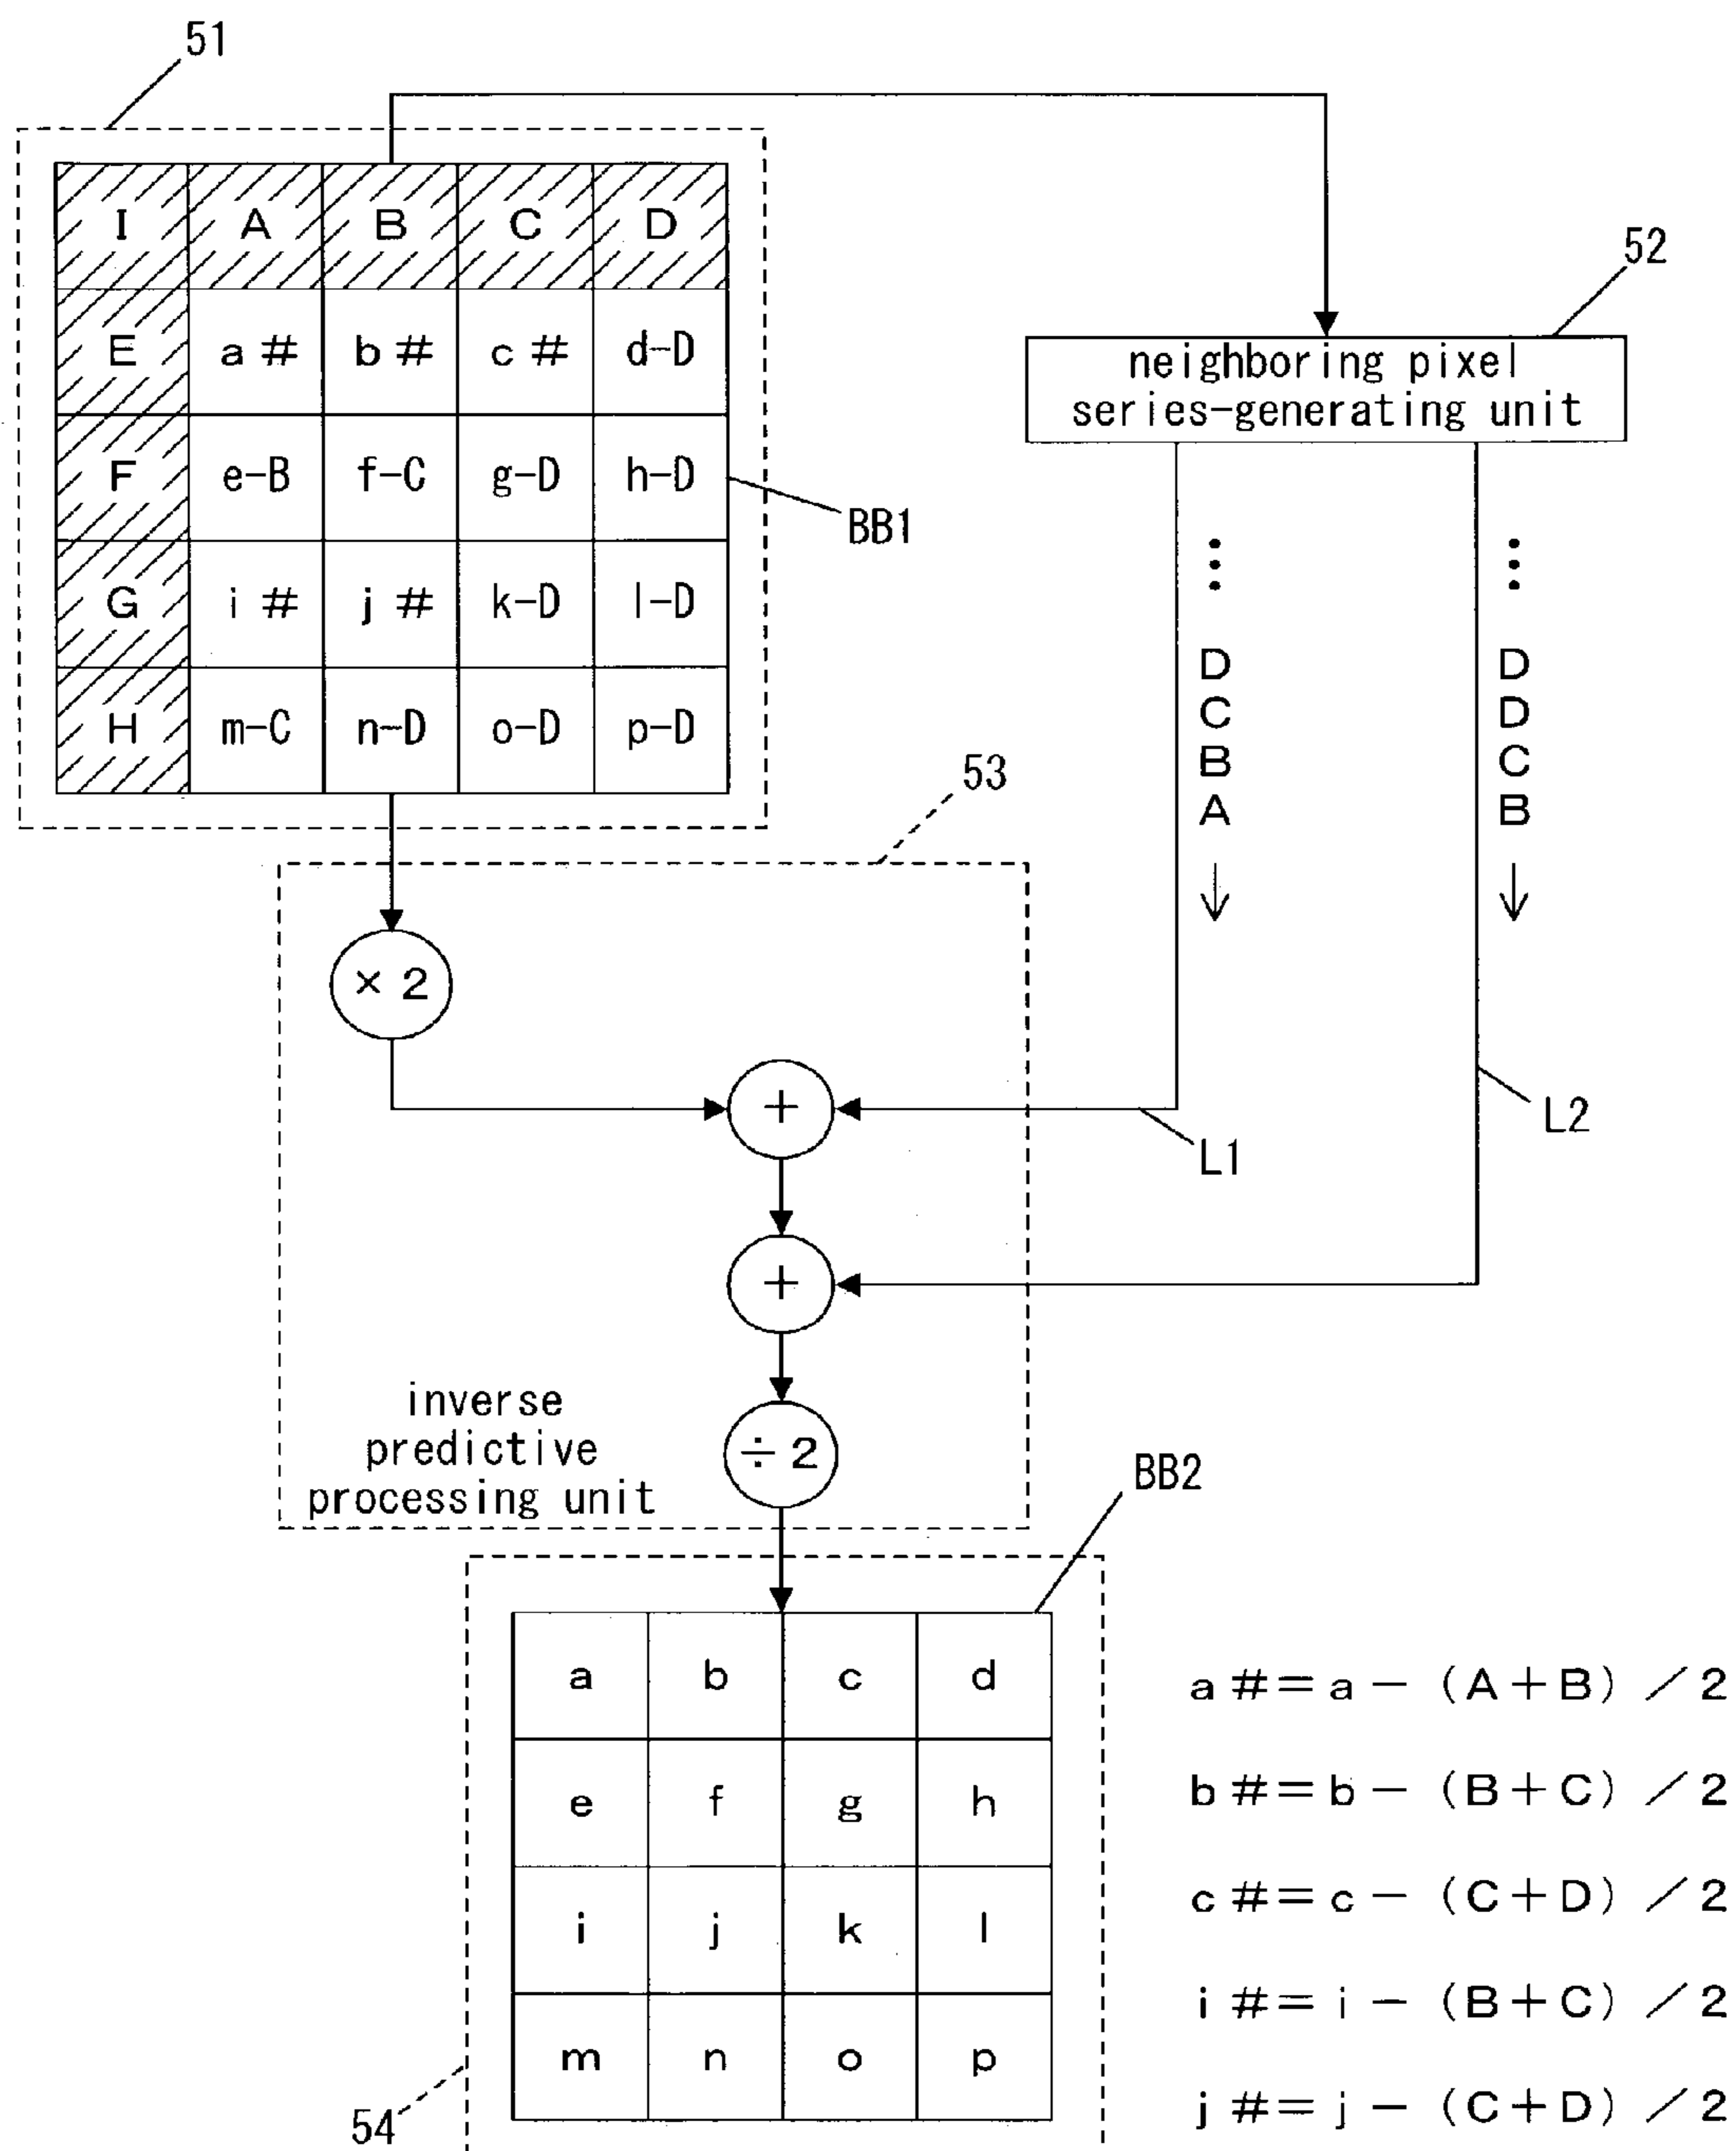 51
I A B C D
E a# b# c# d-D
F e-B f-C g-D h-D
G i# j# k-D l-D
H m-C n-D o-D p-D
BB1
52
neighboring pixel
series-generating unit
D D
C D
B C
A B
53
× 2
+
L1
L2
+
÷ 2
inverse
predictive
processing unit
BB2
a b c d
e f g h
i j k l
m n o p
54
a#=a-(A+B)/2
b#=b-(B+C)/2
c#=c-(C+D)/2
i#=i-(B+C)/2
j#=j-(C+D)/2